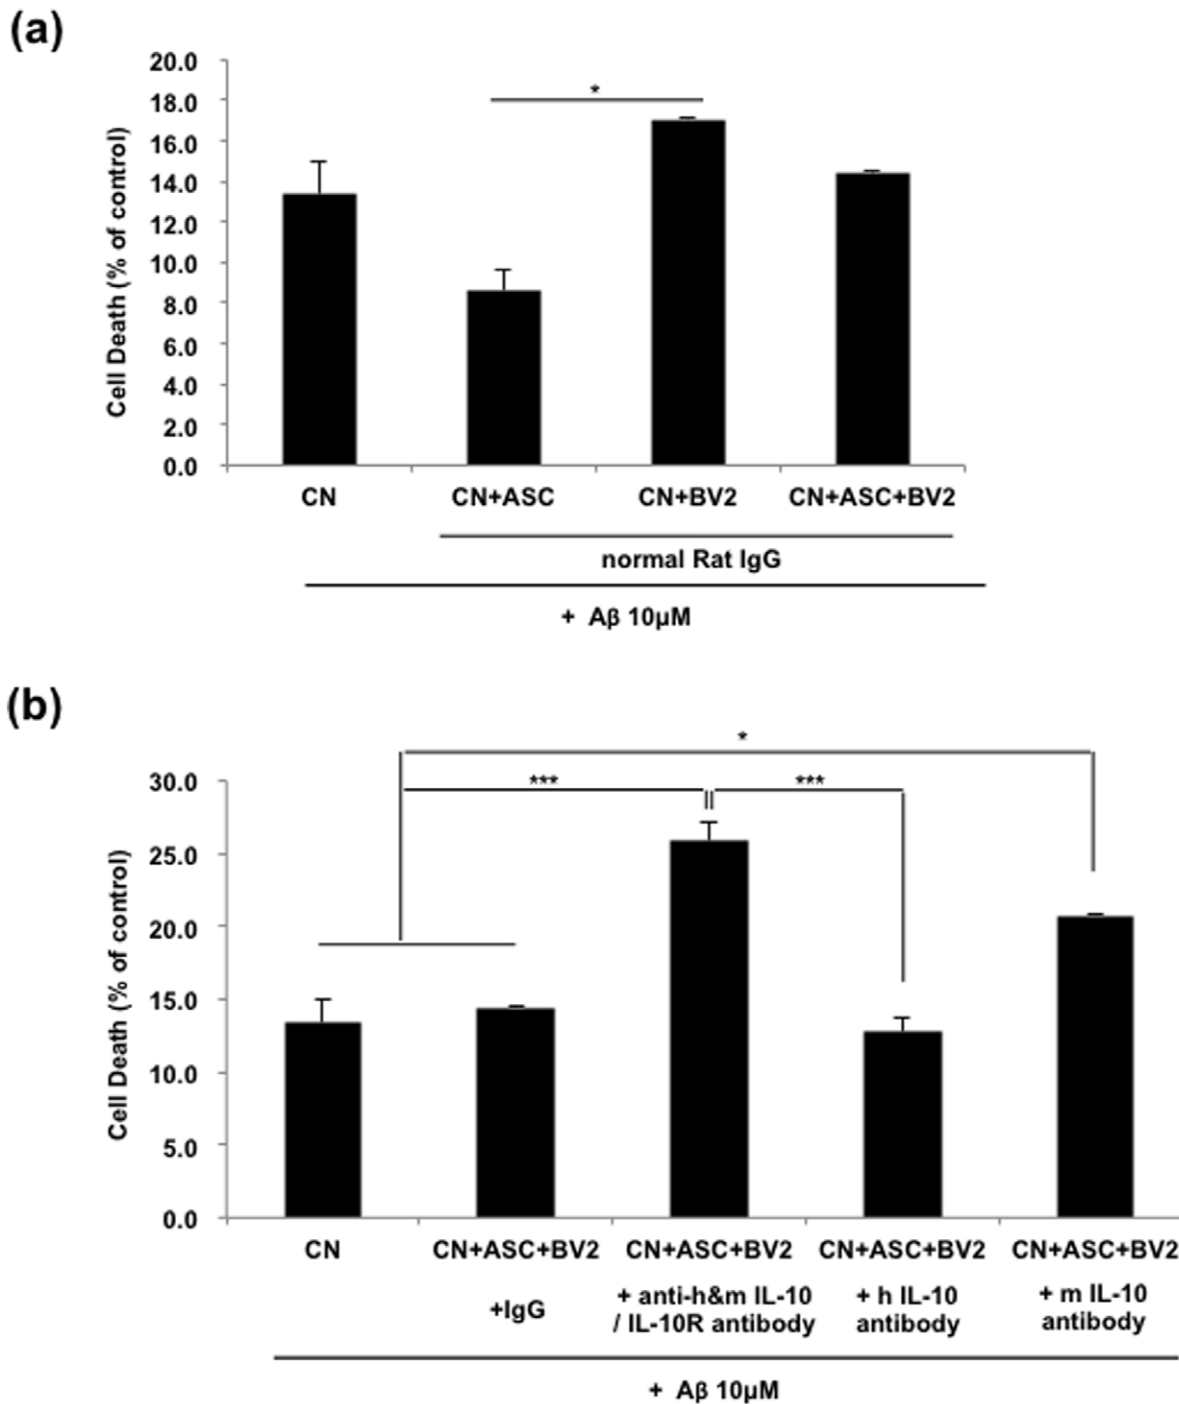 (a)
Cell Death (% of control)
20.0
18.0
16.0
14.0
12.0
10.0
8.0
6.0
4.0
2.0
0.0
*
CN CN+ASC CN+BV2 CN+ASC+BV2
normal Rat IgG
+ Aβ 10μM
(b)
Cell Death (% of control)
30.0
25.0
20.0
15.0
10.0
5.0
0.0
*
*** ***
CN CN+ASC+BV2 CN+ASC+BV2 CN+ASC+BV2 CN+ASC+BV2
+IgG
+ anti-h&m IL-10
/ IL-10R antibody
+ h IL-10
antibody
+ m IL-10
antibody
+ Aβ 10μM